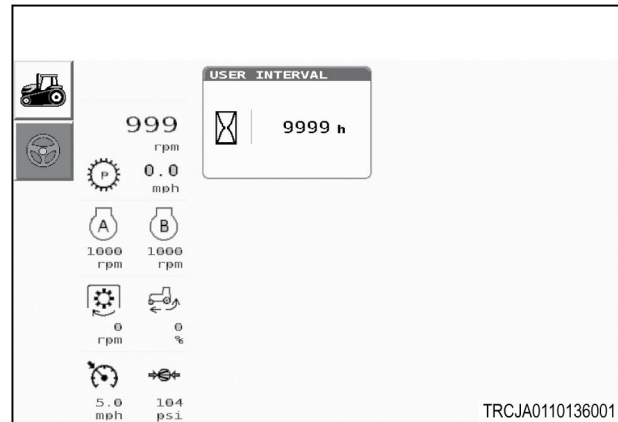 USER INTERVAL
9999 h
999
rpm
P
0.0
mph
A
B
1000
1000
rpm
rpm
0
0
rpm
%
5.0
104
mph
psi
TRCJA0110136001